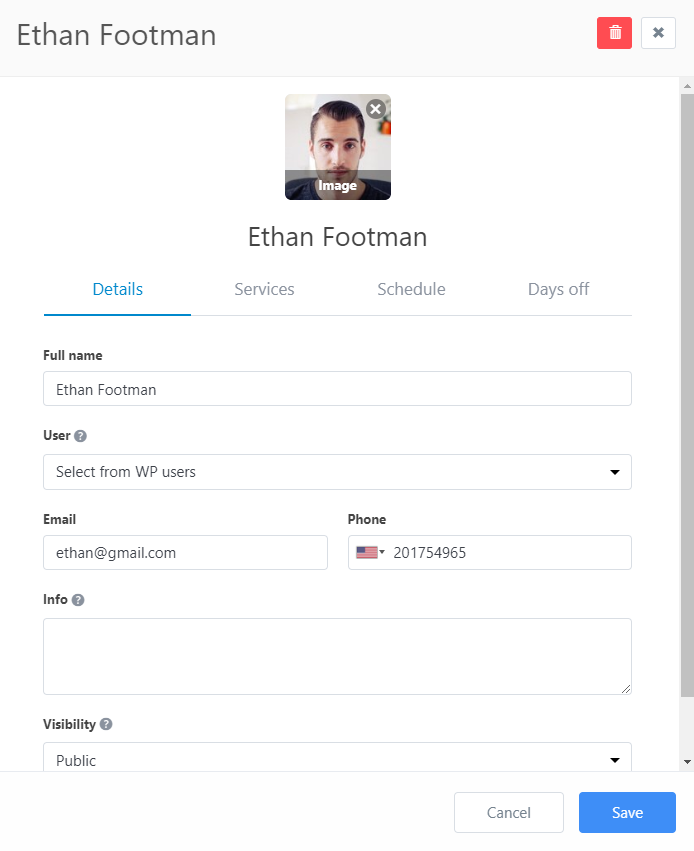 Ethan Footman
Image
Ethan Footman
Details Services Schedule Days off
Full name
Ethan Footman
User
Select from WP users
Email Phone
ethan@gmail.com 201754965
Info
Visibility
Public
Cancel Save